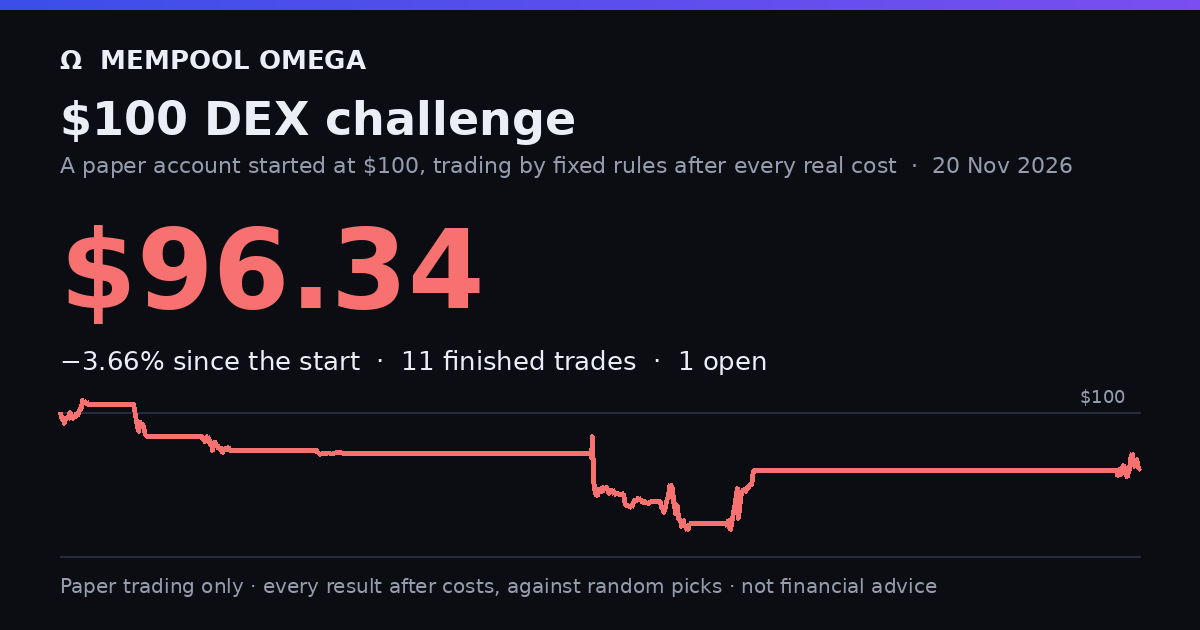 Ω MEMPOOL OMEGA
$100 DEX challenge
A paper account started at $100, trading by fixed rules after every real cost · 20 Nov 2026
$96.34
−3.66% since the start · 11 finished trades · 1 open
$100
Paper trading only · every result after costs, against random picks · not financial advice